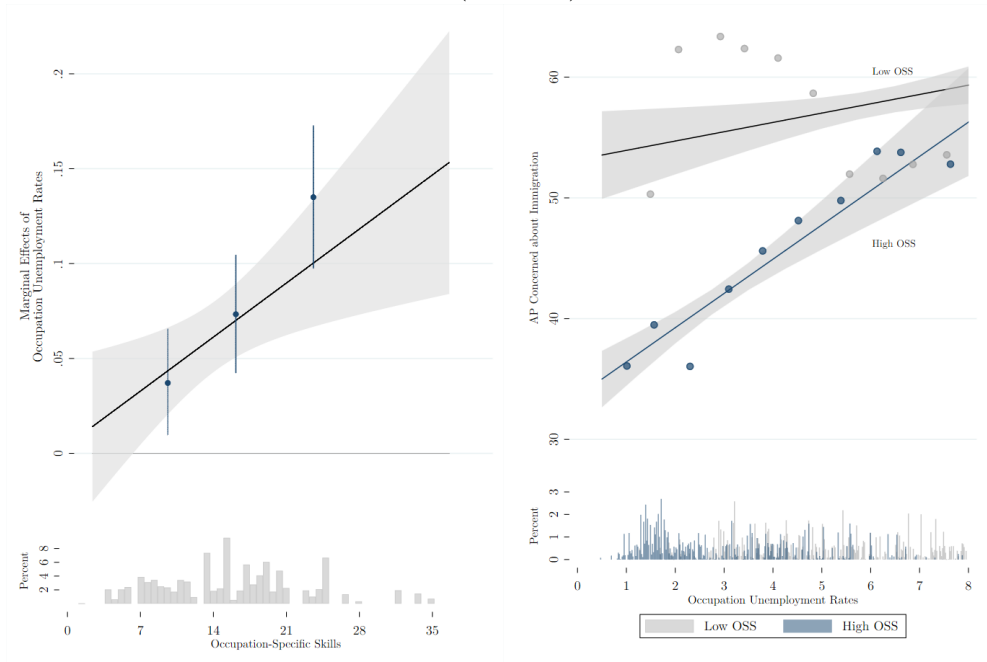 Marginal Effects of
Occupation Unemployment Rates
.2
.15
.1
.05
0
Percent
8
6
4
2
0 7 14 21 28 35
Occupation-Specific Skills
AP Concerned about Immigration
60
50
40
30
Low OSS
High OSS
Percent
3
2
1
0
0 1 2 3 4 5 6 7 8
Occupation Unemployment Rates
Low OSS High OSS